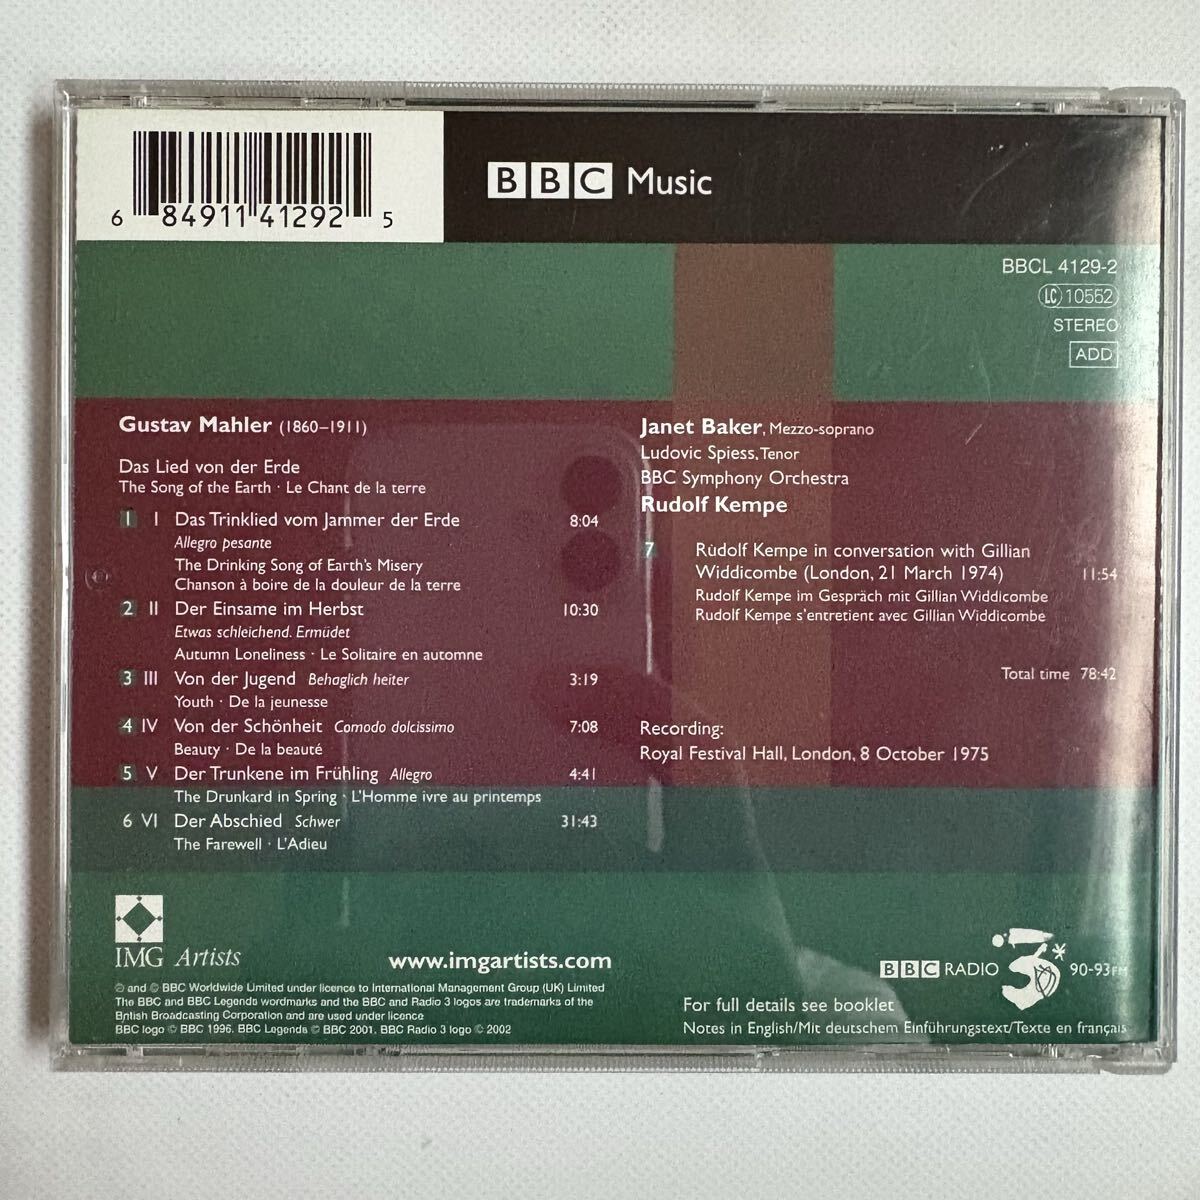 6 84911 41292 5
BBC Music
BBCL 4129-2
LC 10552
STEREO
ADD
Gustav Mahler (1860–1911)
Das Lied von der Erde
The Song of the Earth · Le Chant de la terre
1 I Das Trinklied vom Jammer der Erde 8:04
Allegro pesante
The Drinking Song of Earth's Misery
Chanson à boire de la douleur de la terre
2 II Der Einsame im Herbst 10:30
Etwas schleichend. Ermüdet
Autumn Loneliness · Le Solitaire en automne
3 III Von der Jugend Behaglich heiter 3:19
Youth · De la jeunesse
4 IV Von der Schönheit Comodo dolcissimo 7:08
Beauty · De la beauté
5 V Der Trunkene im Frühling Allegro 4:41
The Drunkard in Spring · L'Homme ivre au printemps
6 VI Der Abschied Schwer 31:43
The Farewell · L'Adieu
Janet Baker, Mezzo-soprano
Ludovic Spiess, Tenor
BBC Symphony Orchestra
Rudolf Kempe
7 Rudolf Kempe in conversation with Gillian
Widdicombe (London, 21 March 1974) 11:54
Rudolf Kempe im Gespräch mit Gillian Widdicombe
Rudolf Kempe s'entretient avec Gillian Widdicombe
Total time 78:42
Recording:
Royal Festival Hall, London, 8 October 1975
IMG Artists
www.imgartists.com
℗ and © BBC Worldwide Limited under licence to International Management Group (UK) Limited
The BBC and BBC Legends wordmarks and the BBC and Radio 3 logos are trademarks of the
British Broadcasting Corporation and are used under licence
BBC logo © BBC 1996. BBC Legends © BBC 2001. BBC Radio 3 logo © 2002
BBC RADIO 3 90-93FM
For full details see booklet
Notes in English/Mit deutschem Einführungstext/Texte en français